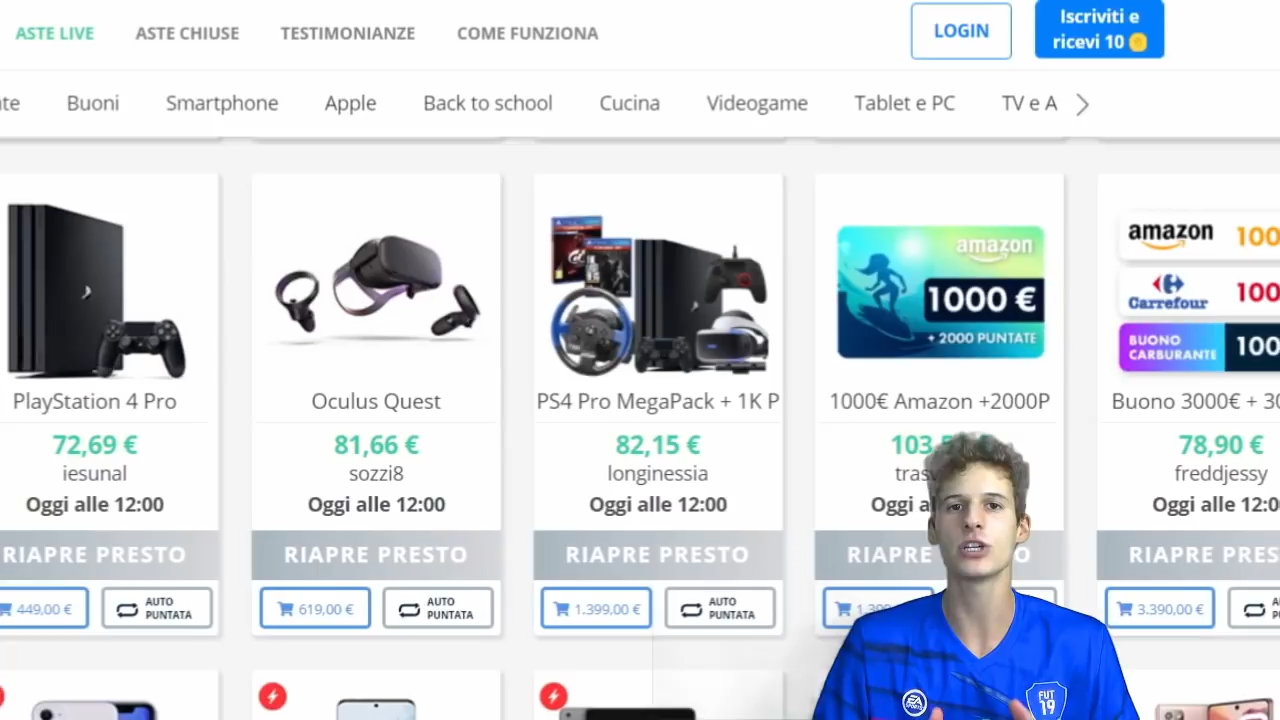 ASTE LIVE
ASTE CHIUSE
TESTIMONIANZE
COME FUNZIONA
LOGIN
Iscriviti e
ricevi 10
Buoni
Smartphone
Apple
Back to school
Cucina
Videogame
Tablet e PC
TV e A
PlayStation 4 Pro
72,69 €
iesunal
Oggi alle 12:00
RIAPRE PRESTO
449,00 €
AUTO
PUNTATA
Oculus Quest
81,66 €
sozzi8
Oggi alle 12:00
RIAPRE PRESTO
619,00 €
AUTO
PUNTATA
PS4 Pro MegaPack + 1K P
82,15 €
longinessia
Oggi alle 12:00
RIAPRE PRESTO
1.399,00 €
AUTO
PUNTATA
amazon
1000 €
+ 2000 PUNTATE
1000€ Amazon +2000P
103
Oggi al
RIAPRE
amazon 100
Carrefour 100
BUONO
CARBURANTE
100
Buono 3000€ + 30
78,90 €
freddjessy
Oggi alle 12:0
RIAPRE PRES
3.390,00 €
AUTO
PUNTA
EA
SPORTS
FUT
19